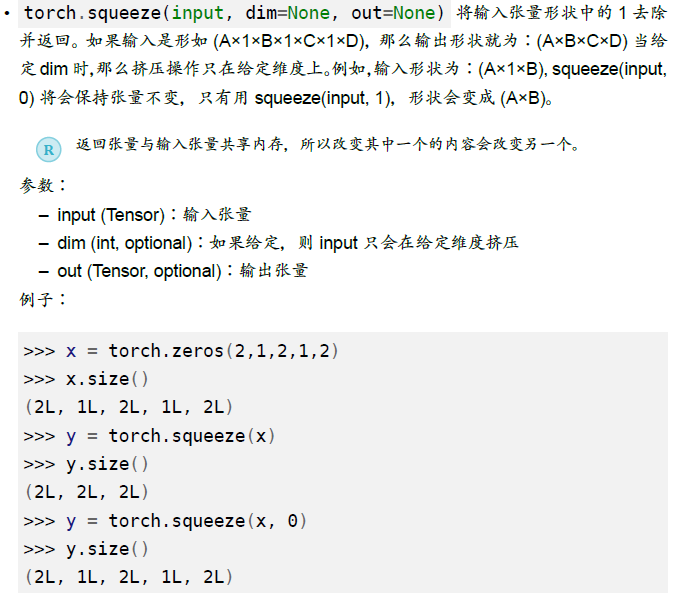 • torch.squeeze(input, dim=None, out=None) 将输入张量形状中的 1 去除
并返回。如果输入是形如 (A×1×B×1×C×1×D)，那么输出形状就为：(A×B×C×D) 当给
定 dim 时,那么挤压操作只在给定维度上。例如,输入形状为：(A×1×B), squeeze(input,
0) 将会保持张量不变，只有用 squeeze(input, 1)，形状会变成 (A×B)。
R 返回张量与输入张量共享内存，所以改变其中一个的内容会改变另一个。
参数：
– input (Tensor)：输入张量
– dim (int, optional)：如果给定，则 input 只会在给定维度挤压
– out (Tensor, optional)：输出张量
例子：
>>> x = torch.zeros(2,1,2,1,2)
>>> x.size()
(2L, 1L, 2L, 1L, 2L)
>>> y = torch.squeeze(x)
>>> y.size()
(2L, 2L, 2L)
>>> y = torch.squeeze(x, 0)
>>> y.size()
(2L, 1L, 2L, 1L, 2L)